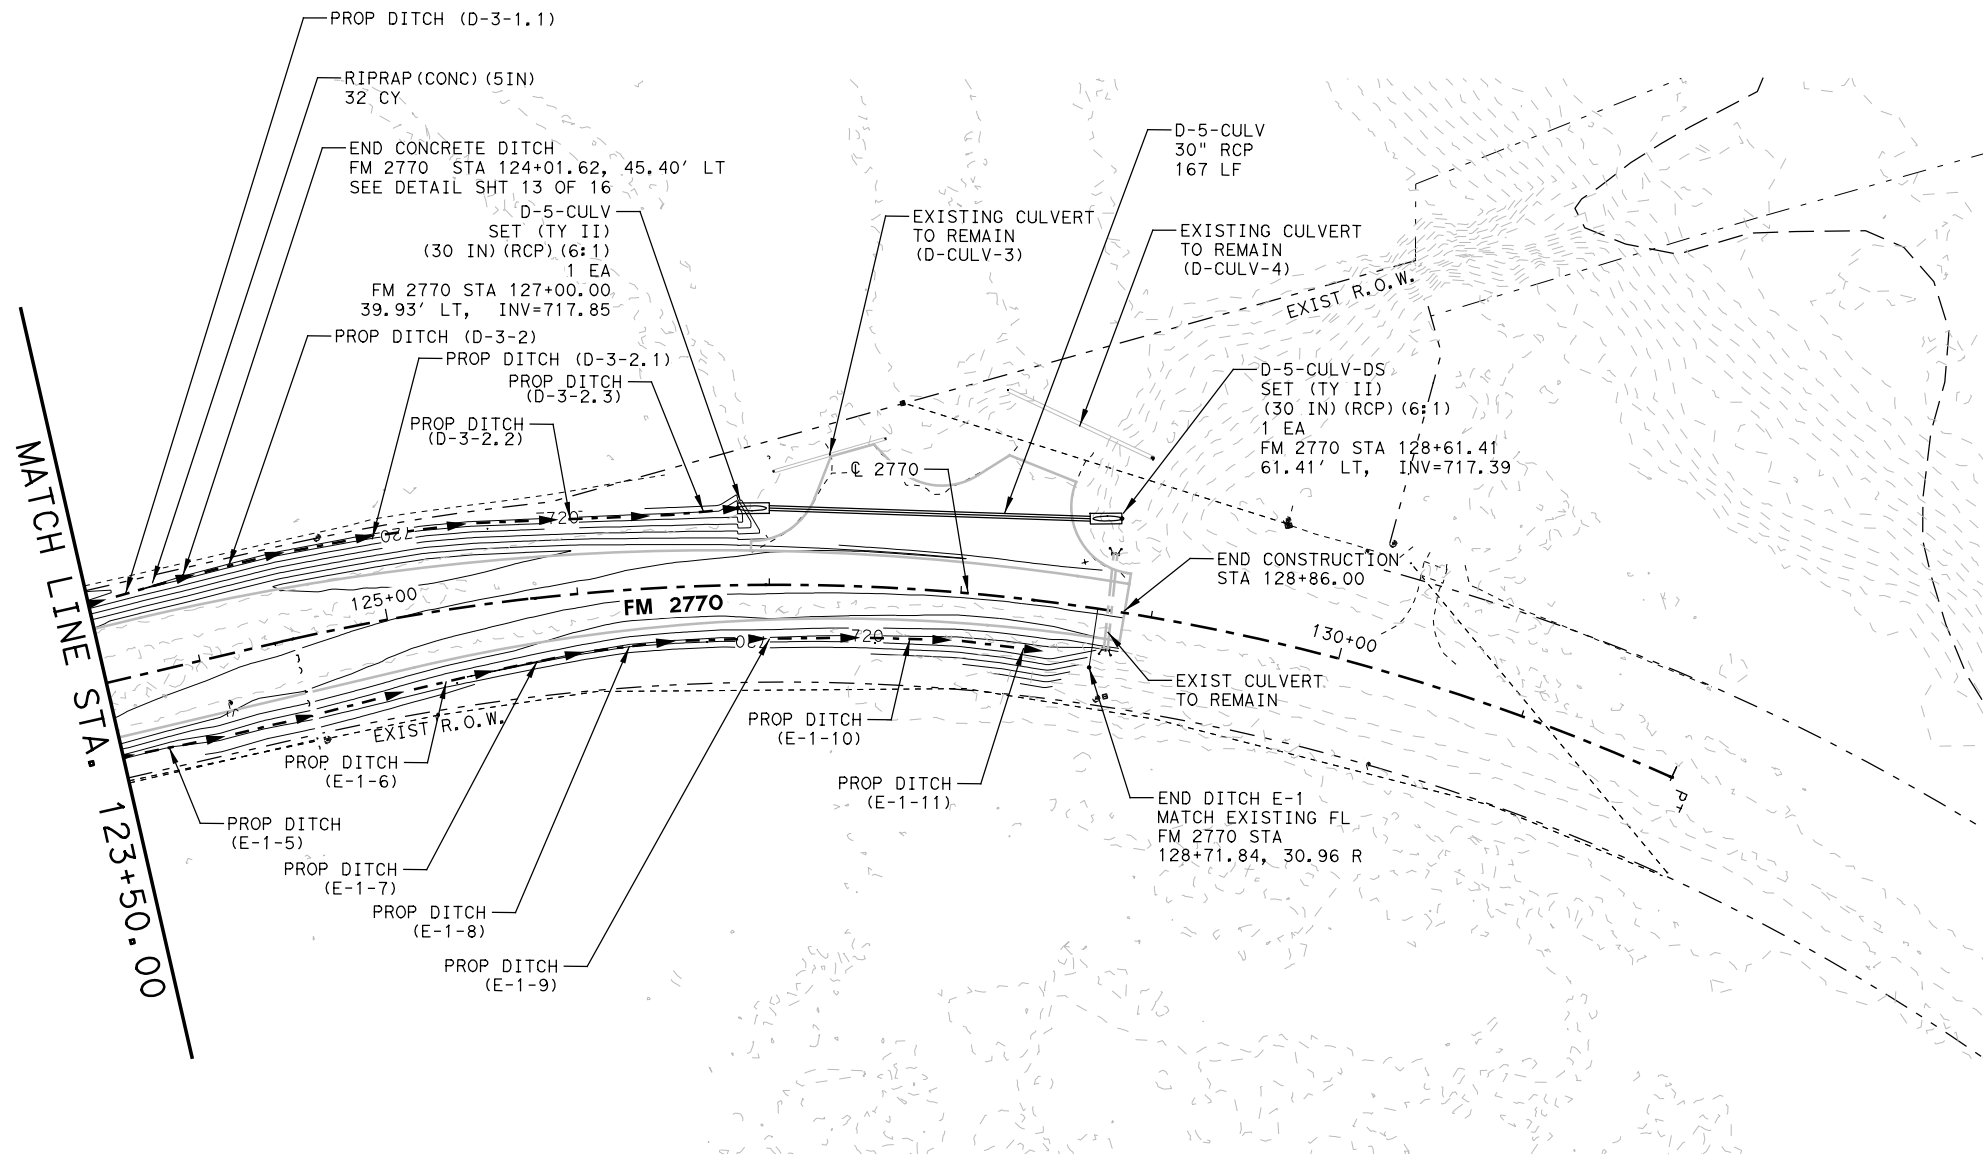 PROP DITCH (D-3-1.1)
RIPRAP(CONC)(5IN)
32 CY
END CONCRETE DITCH
FM 2770  STA 124+01.62, 45.40' LT
SEE DETAIL SHT 13 OF 16
D-5-CULV
SET (TY II)
(30 IN)(RCP)(6:1)
1 EA
FM 2770 STA 127+00.00
39.93' LT,  INV=717.85
PROP DITCH (D-3-2)
PROP DITCH (D-3-2.1)
PROP DITCH
(D-3-2.3)
PROP DITCH
(D-3-2.2)
EXISTING CULVERT
TO REMAIN
(D-CULV-3)
D-5-CULV
30" RCP
167 LF
EXISTING CULVERT
TO REMAIN
(D-CULV-4)
EXIST R.O.W.
D-5-CULV-DS
SET (TY II)
(30 IN)(RCP)(6:1)
1 EA
FM 2770 STA 128+61.41
61.41' LT,  INV=717.39
℄ 2770
720
720
END CONSTRUCTION
STA 128+86.00
125+00
FM 2770
130+00
720
720
EXIST CULVERT
TO REMAIN
EXIST R.O.W.
PROP DITCH
(E-1-10)
PROP DITCH
(E-1-6)
PROP DITCH
(E-1-11)
END DITCH E-1
MATCH EXISTING FL
FM 2770 STA
128+71.84, 30.96 R
PROP DITCH
(E-1-5)
PROP DITCH
(E-1-7)
PROP DITCH
(E-1-8)
PROP DITCH
(E-1-9)
PT
MATCH LINE STA. 123+50.00